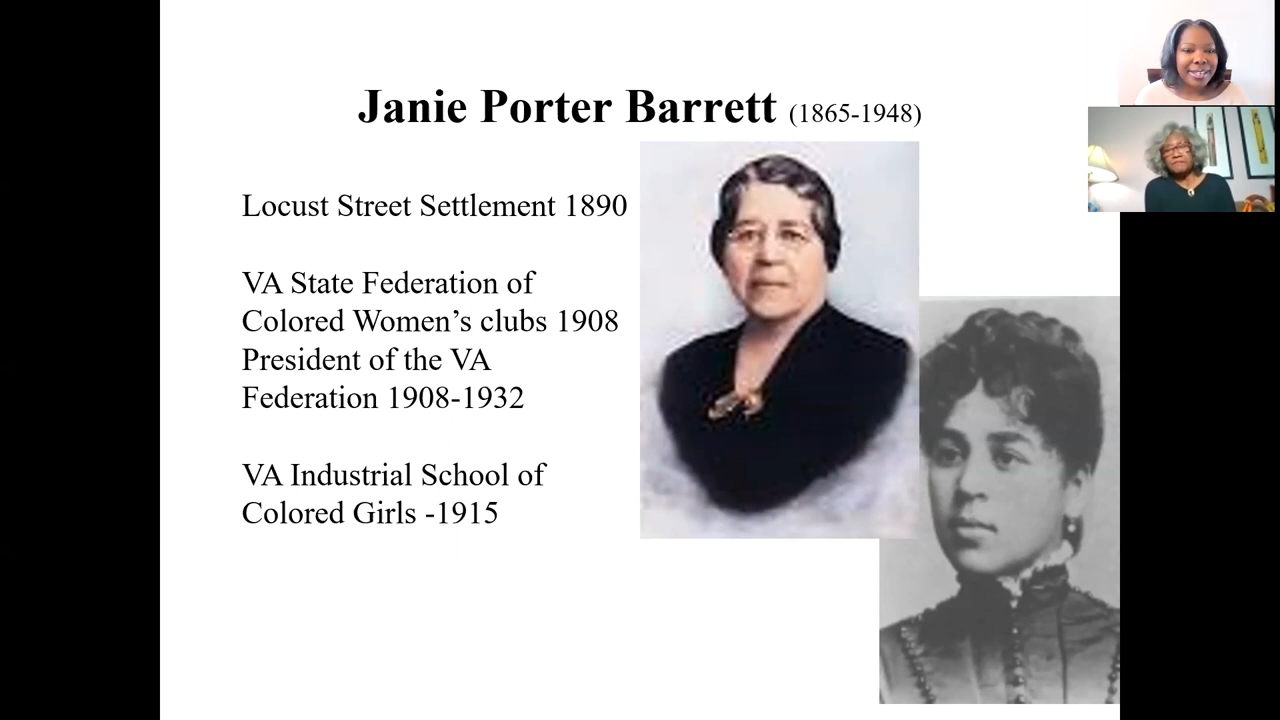 Janie Porter Barrett (1865-1948)
Locust Street Settlement 1890
VA State Federation of
Colored Women’s clubs 1908
President of the VA
Federation 1908-1932
VA Industrial School of
Colored Girls -1915